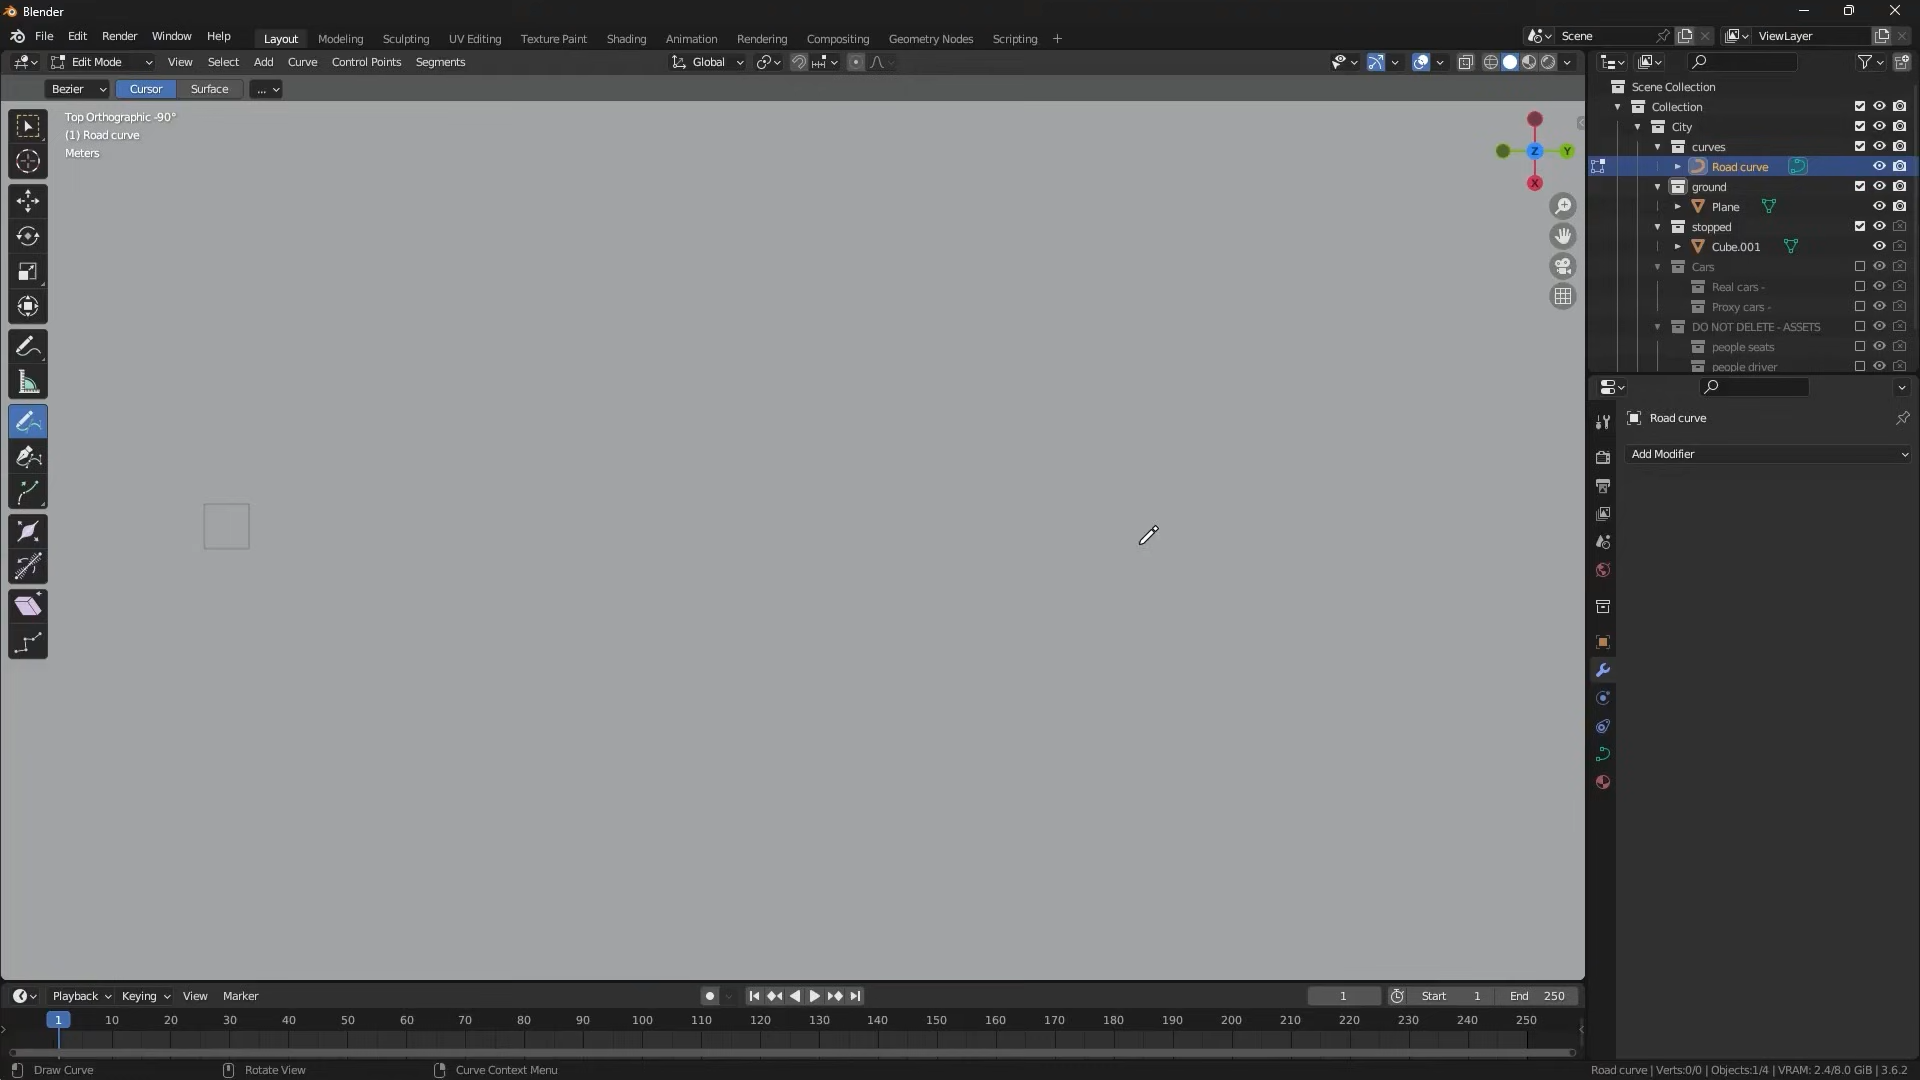 Blender
File Edit Render Window Help
Layout Modeling Sculpting UV Editing Texture Paint Shading Animation Rendering Compositing Geometry Nodes Scripting +
Scene
ViewLayer
Edit Mode View Select Add Curve Control Points Segments
Global
Bezier Cursor Surface ...
Top Orthographic -90°
(1) Road curve
Meters
Z
Y
X
Scene Collection
Collection
City
curves
Road curve
ground
Plane
stopped
Cube.001
Cars
Real cars -
Proxy cars -
DO NOT DELETE - ASSETS
people seats
people driver
Road curve
Add Modifier
Playback Keying View Marker
1 Start 1 End 250
1 10 20 30 40 50 60 70 80 90 100 110 120 130 140 150 160 170 180 190 200 210 220 230 240 250
Draw Curve Rotate View Curve Context Menu
Road curve | Verts:0/0 | Objects:1/4 | VRAM: 2.4/8.0 GiB | 3.6.2